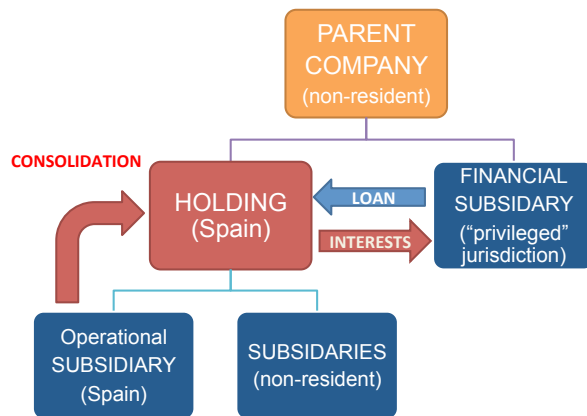 PARENT
COMPANY
(non-resident)
CONSOLIDATION
HOLDING
(Spain)
LOAN
INTERESTS
FINANCIAL
SUBSIDARY
("privileged"
jurisdiction)
Operational
SUBSIDIARY
(Spain)
SUBSIDARIES
(non-resident)